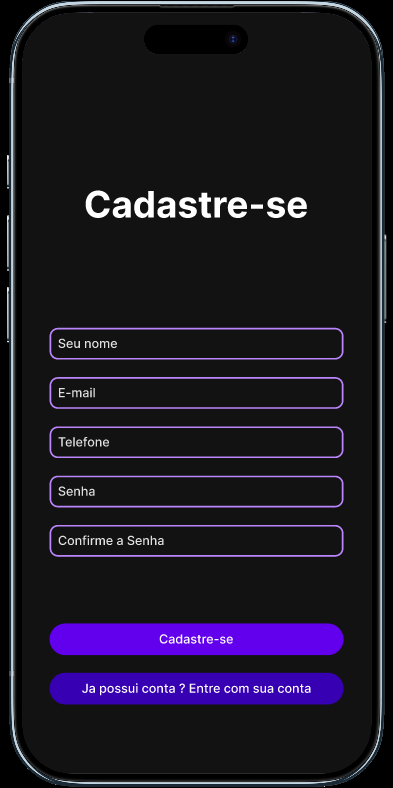 Cadastre-se
Seu nome
E-mail
Telefone
Senha
Confirme a Senha
Cadastre-se
Ja possui conta ? Entre com sua conta